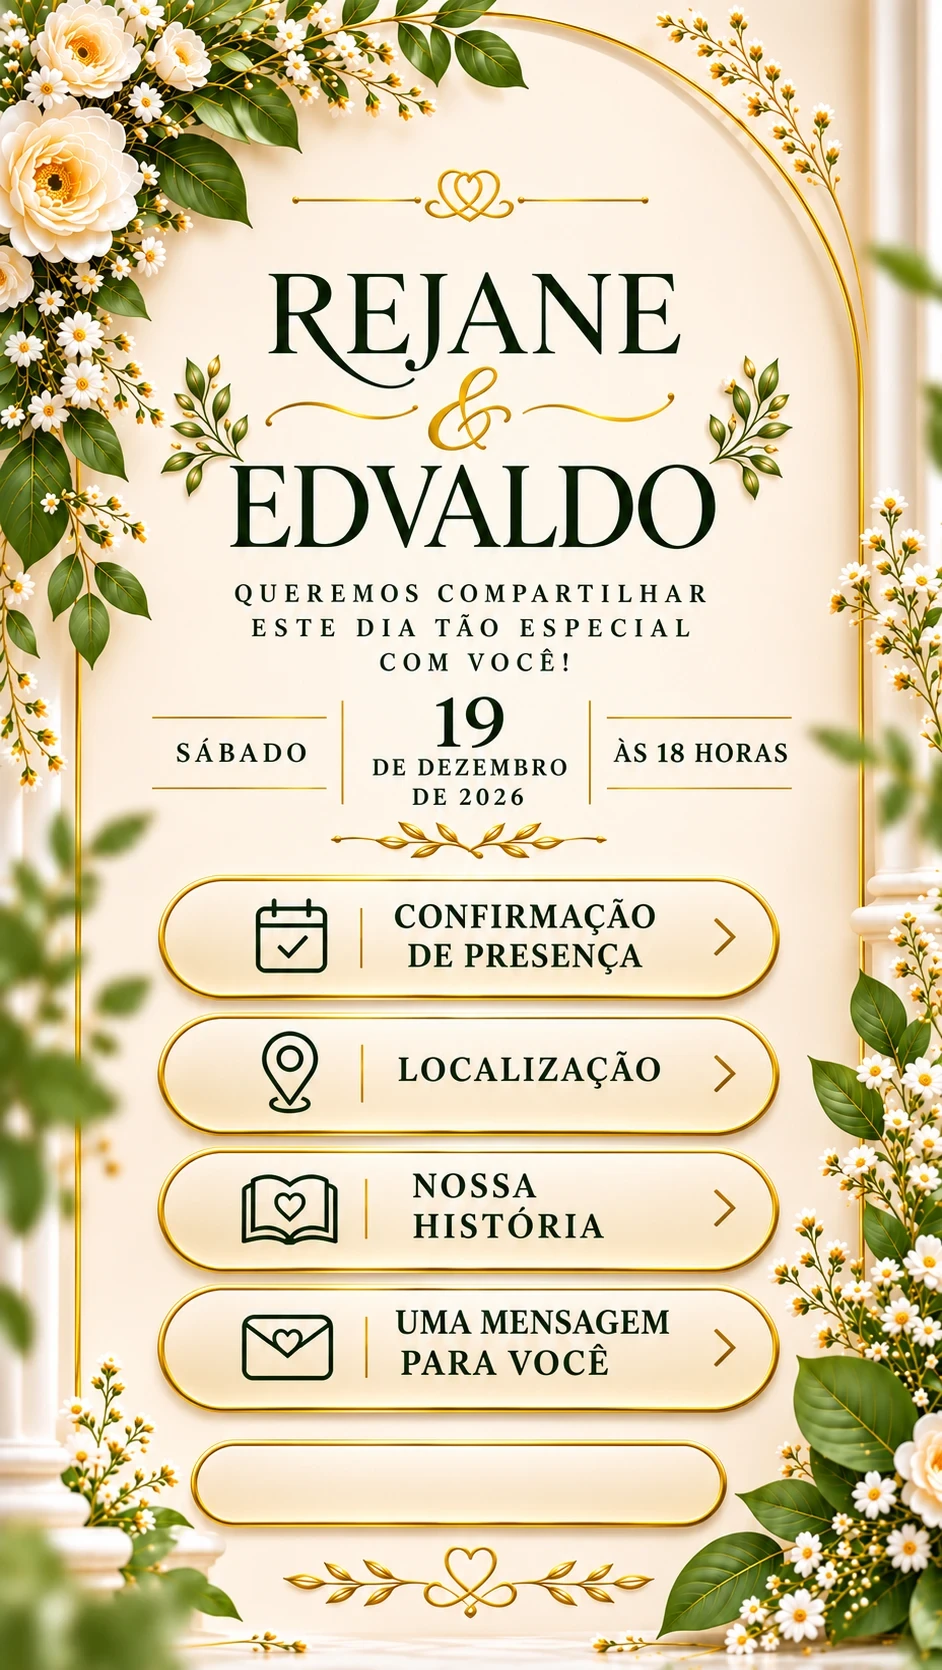 REJANE
&
EDVALDO
QUEREMOS COMPARTILHAR
ESTE DIA TÃO ESPECIAL
COM VOCÊ!
SÁBADO
19
DE DEZEMBRO
DE 2026
ÀS 18 HORAS
CONFIRMAÇÃO
DE PRESENÇA
LOCALIZAÇÃO
NOSSA
HISTÓRIA
UMA MENSAGEM
PARA VOCÊ